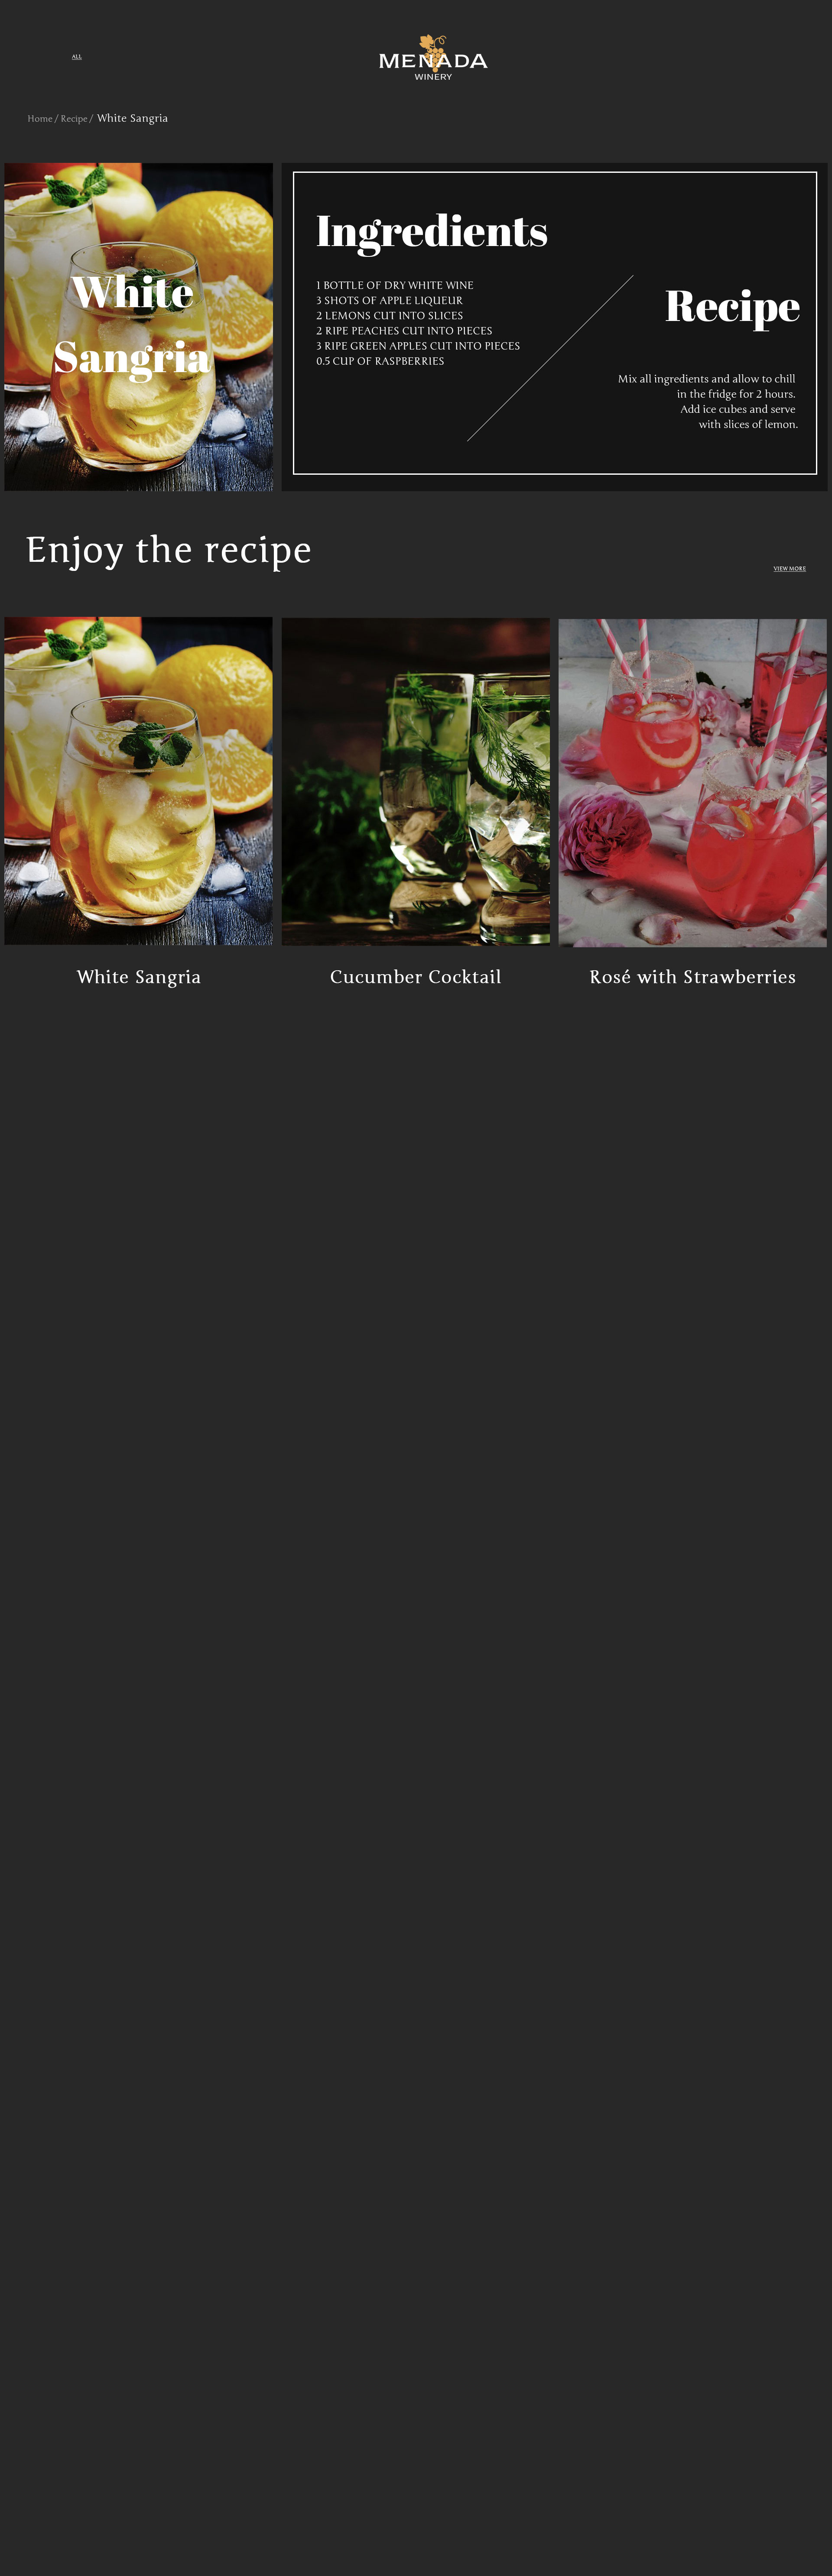 ALL
MENADA
WINERY
Home / Recipe / White Sangria
White
Sangria
Ingredients
1 BOTTLE OF DRY WHITE WINE
3 SHOTS OF APPLE LIQUEUR
2 LEMONS CUT INTO SLICES
2 RIPE PEACHES CUT INTO PIECES
3 RIPE GREEN APPLES CUT INTO PIECES
0.5 CUP OF RASPBERRIES
Recipe
Mix all ingredients and allow to chill
in the fridge for 2 hours.
Add ice cubes and serve
with slices of lemon.
Enjoy the recipe
VIEW MORE
White Sangria
Cucumber Cocktail
Rosé with Strawberries